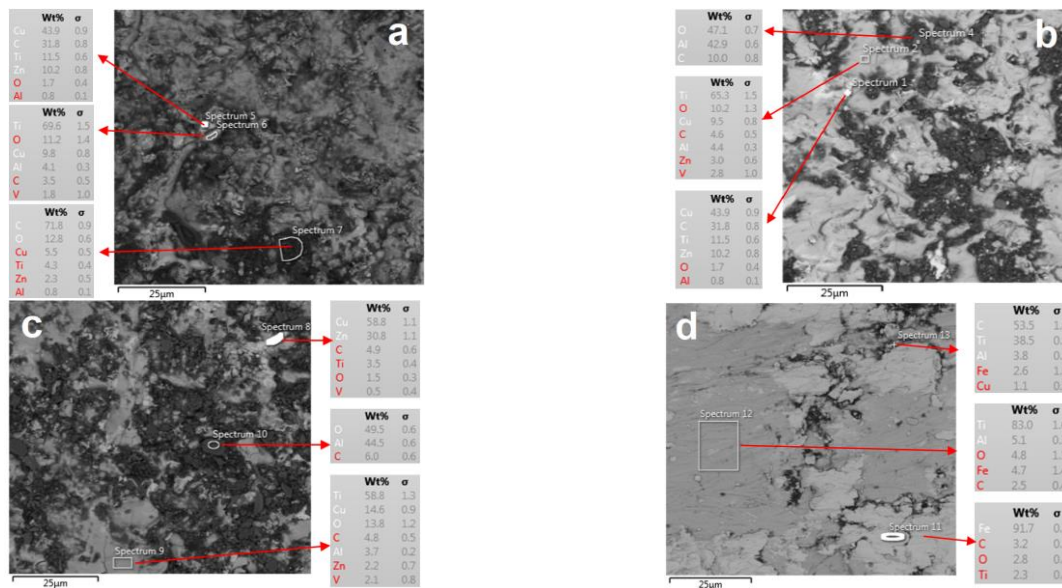 a
Wt% σ
Cu 43.9 0.9
C 31.8 0.8
Ti 11.5 0.6
Zn 10.2 0.8
O 1.7 0.4
Al 0.8 0.1
Wt% σ
Ti 69.6 1.5
O 11.2 1.4
Cu 9.8 0.8
Al 4.1 0.3
C 3.5 0.5
V 1.8 1.0
Wt% σ
C 71.8 0.9
O 12.8 0.6
Cu 5.5 0.5
Ti 4.3 0.4
Zn 2.3 0.5
Al 0.8 0.1
Spectrum 5
Spectrum 6
Spectrum 7
25µm
b
Wt% σ
O 47.1 0.7
Al 42.9 0.6
C 10.0 0.8
Wt% σ
Ti 65.3 1.5
O 10.2 1.3
Cu 9.5 0.8
C 4.6 0.5
Al 4.4 0.3
Zn 3.0 0.6
V 2.8 1.0
Wt% σ
Cu 43.9 0.9
C 31.8 0.8
Ti 11.5 0.6
Zn 10.2 0.8
O 1.7 0.4
Al 0.8 0.1
Spectrum 4
Spectrum 2
Spectrum 1
25µm
c
Spectrum 8
Spectrum 10
Spectrum 9
25µm
Wt% σ
Cu 58.8 1.1
Zn 30.8 1.1
C 4.9 0.6
Ti 3.5 0.4
O 1.5 0.3
V 0.5 0.4
Wt% σ
O 49.5 0.6
Al 44.5 0.6
C 6.0 0.6
Wt% σ
Ti 58.8 1.3
Cu 14.6 0.9
O 13.8 1.2
C 4.8 0.5
Al 3.7 0.2
Zn 2.2 0.7
V 2.1 0.8
d
Spectrum 13
Spectrum 12
Spectrum 11
25µm
Wt% σ
C 53.5
Ti 38.5
Al 3.8
Fe 2.6
Cu 1.1
Wt% σ
Ti 83.0
Al 5.1
O 4.8
Fe 4.7
C 2.5
Wt% σ
Fe 91.7
C 3.2
O 2.8
Ti 2.3